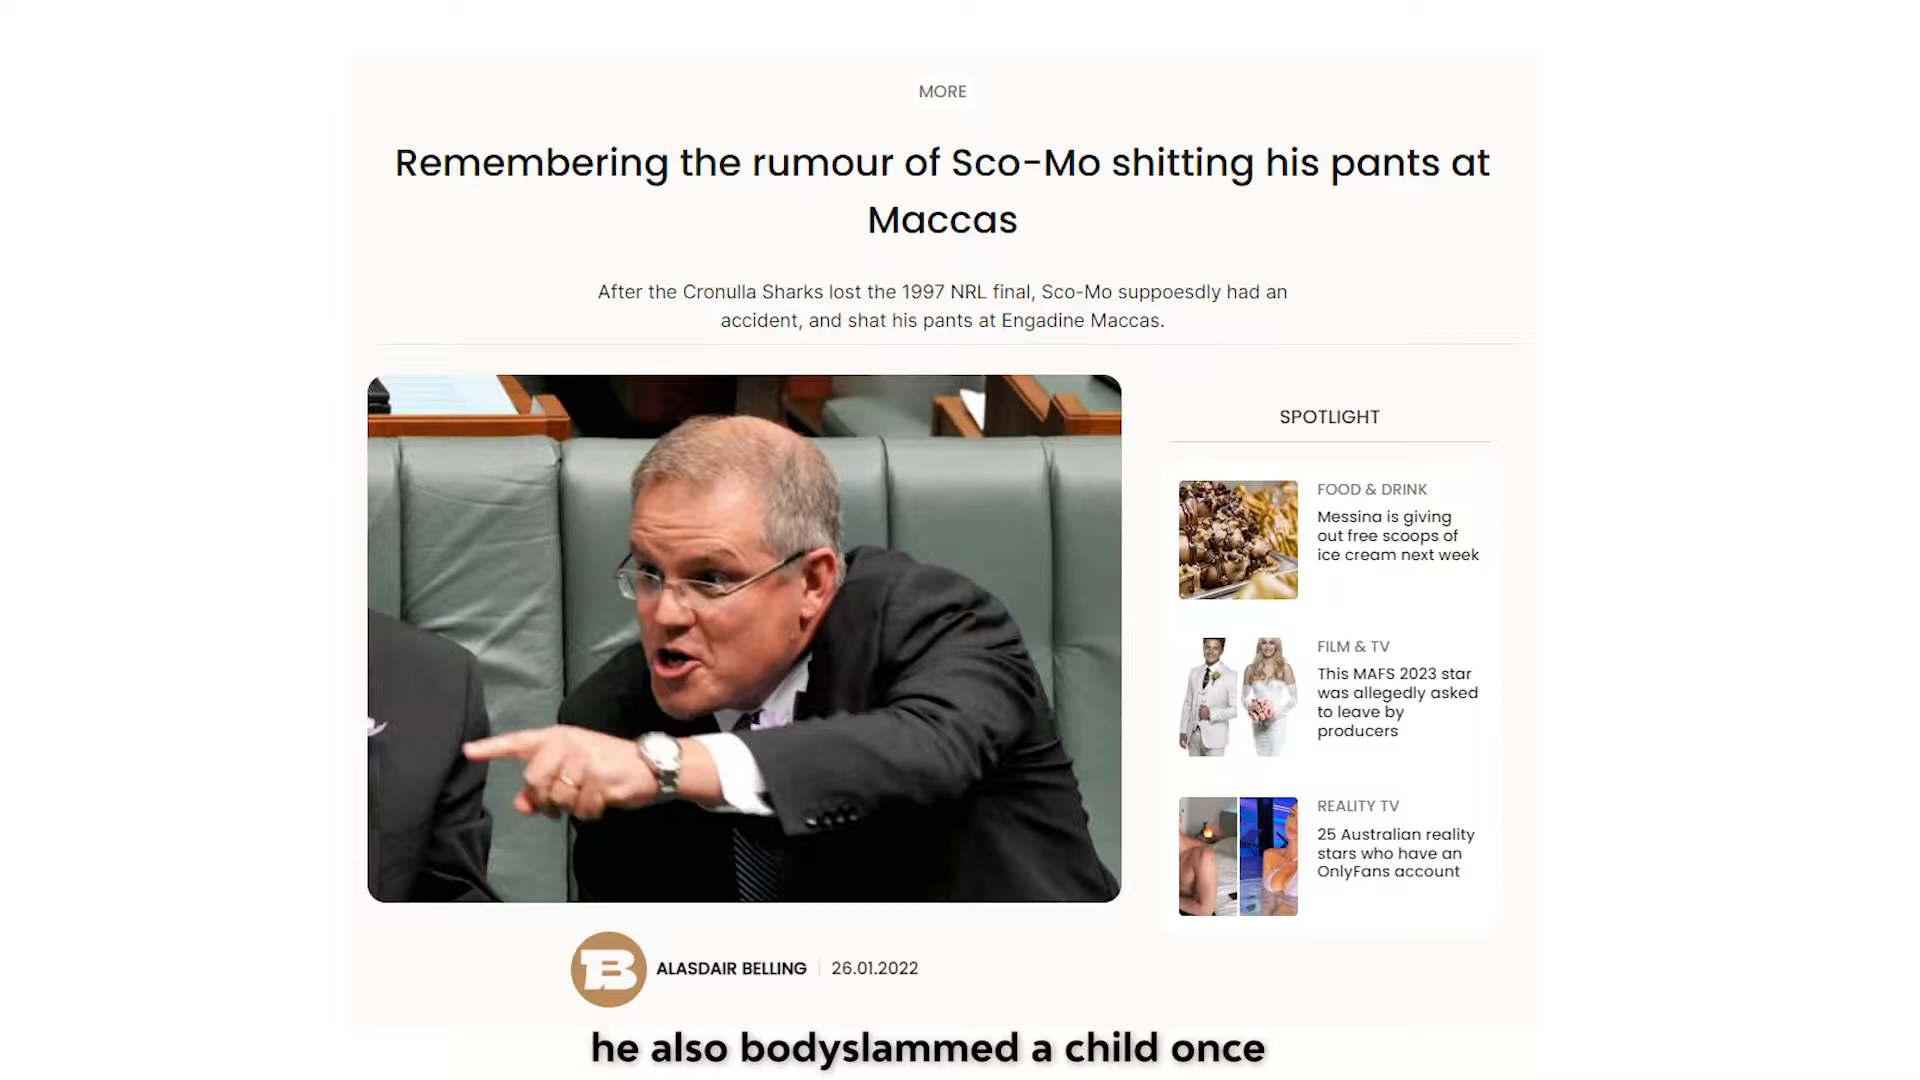 MORE
Remembering the rumour of Sco-Mo shitting his pants at
Maccas
After the Cronulla Sharks lost the 1997 NRL final, Sco-Mo suppoesdly had an
accident, and shat his pants at Engadine Maccas.
SPOTLIGHT
FOOD & DRINK
Messina is giving
out free scoops of
ice cream next week
FILM & TV
This MAFS 2023 star
was allegedly asked
to leave by
producers
REALITY TV
25 Australian reality
stars who have an
OnlyFans account
B
ALASDAIR BELLING | 26.01.2022
he also bodyslammed a child once